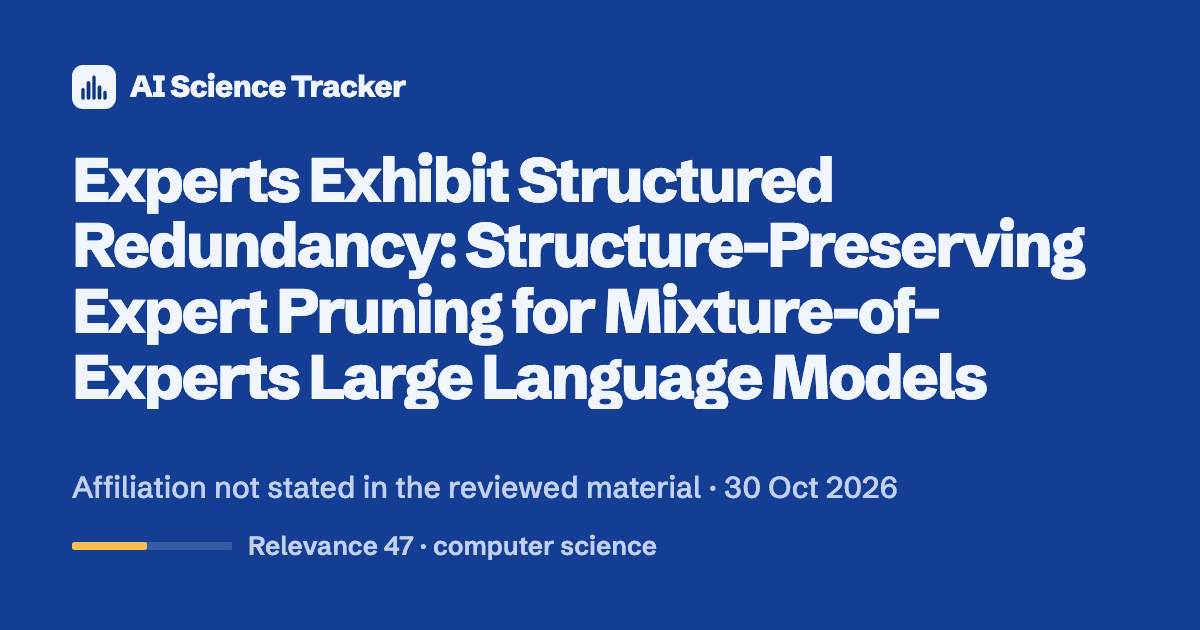 AI Science Tracker
Experts Exhibit Structured
Redundancy: Structure-Preserving
Expert Pruning for Mixture-of-
Experts Large Language Models
Affiliation not stated in the reviewed material · 30 Oct 2026
Relevance 47 · computer science